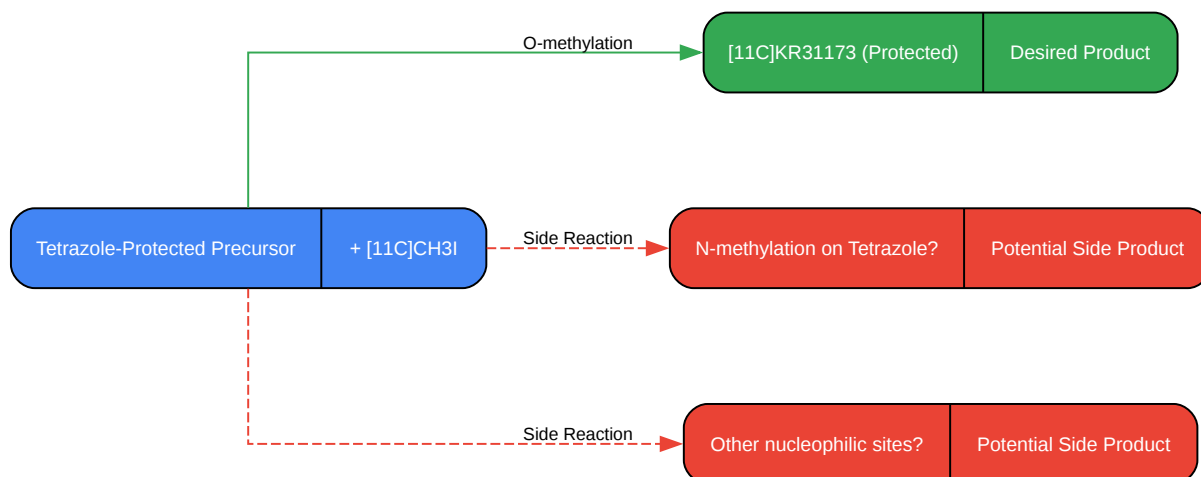 O-methylation
[11C]KR31173 (Protected)
Desired Product
Tetrazole-Protected Precursor
+ [11C]CH3I
Side Reaction
N-methylation on Tetrazole?
Potential Side Product
Side Reaction
Other nucleophilic sites?
Potential Side Product